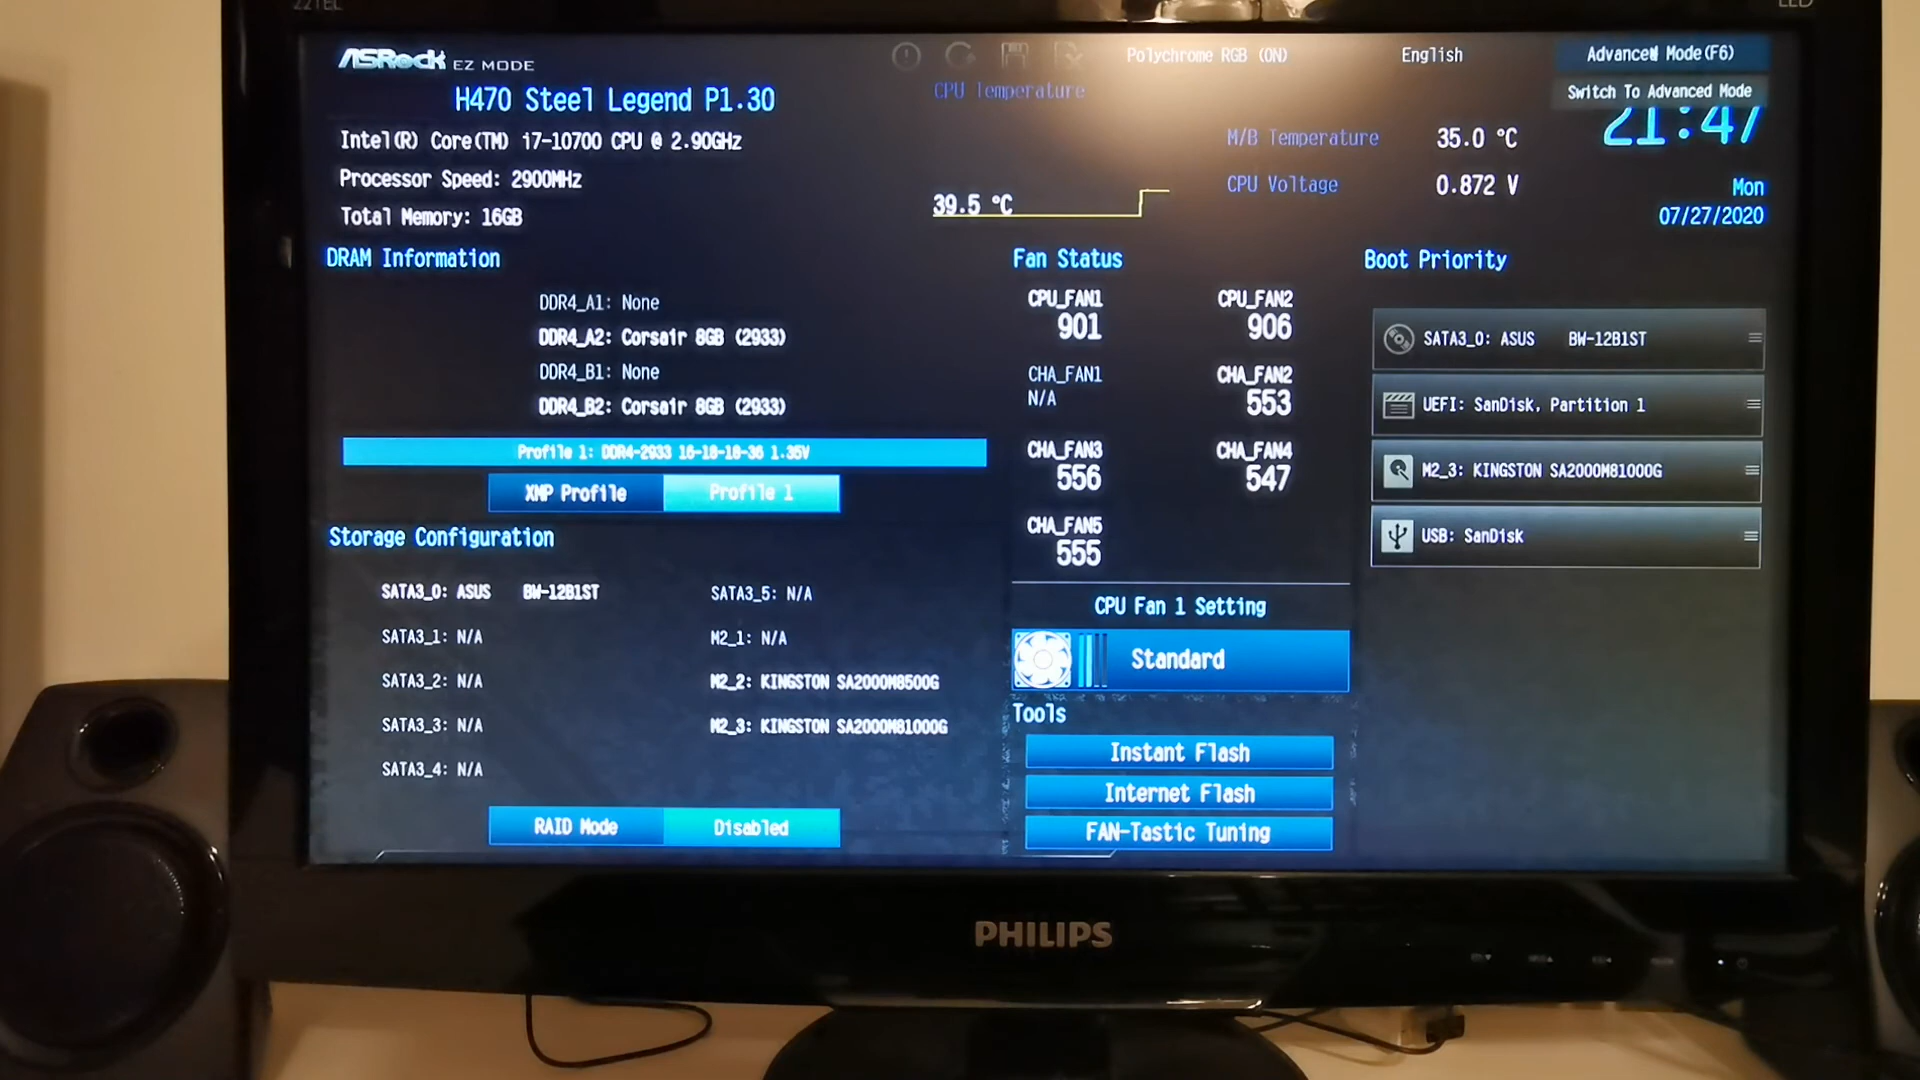 22TEL
LED
ASRock EZ MODE
Polychrome RGB (ON)
English
Advanced Mode(F6)
Switch To Advanced Mode
H470 Steel Legend P1.30
Intel(R) Core(TM) i7-10700 CPU @ 2.90GHz
Processor Speed: 2900MHz
Total Memory: 16GB
CPU Temperature
39.5 °C
M/B Temperature 35.0 °C
CPU Voltage 0.872 V
21:47
Mon
07/27/2020
DRAM Information
DDR4_A1: None
DDR4_A2: Corsair 8GB (2933)
DDR4_B1: None
DDR4_B2: Corsair 8GB (2933)
Profile 1: DDR4-2933 16-18-18-36 1.35V
XMP Profile Profile 1
Storage Configuration
SATA3_0: ASUS BW-12B1ST
SATA3_1: N/A
SATA3_2: N/A
SATA3_3: N/A
SATA3_4: N/A
SATA3_5: N/A
M2_1: N/A
M2_2: KINGSTON SA2000M8500G
M2_3: KINGSTON SA2000M81000G
RAID Mode Disabled
Fan Status
CPU_FAN1 CPU_FAN2
901 906
CHA_FAN1 CHA_FAN2
N/A 553
CHA_FAN3 CHA_FAN4
556 547
CHA_FAN5
555
CPU Fan 1 Setting
Standard
Tools
Instant Flash
Internet Flash
FAN-Tastic Tuning
Boot Priority
SATA3_0: ASUS BW-12B1ST
UEFI: SanDisk, Partition 1
M2_3: KINGSTON SA2000M81000G
USB: SanDisk
PHILIPS